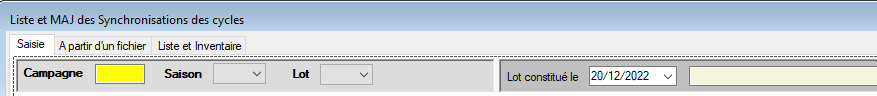 Liste et MAJ des Synchronisations des cycles
Saisie A partir d'un fichier Liste et Inventaire
Campagne Saison Lot Lot constitué le 20/12/2022